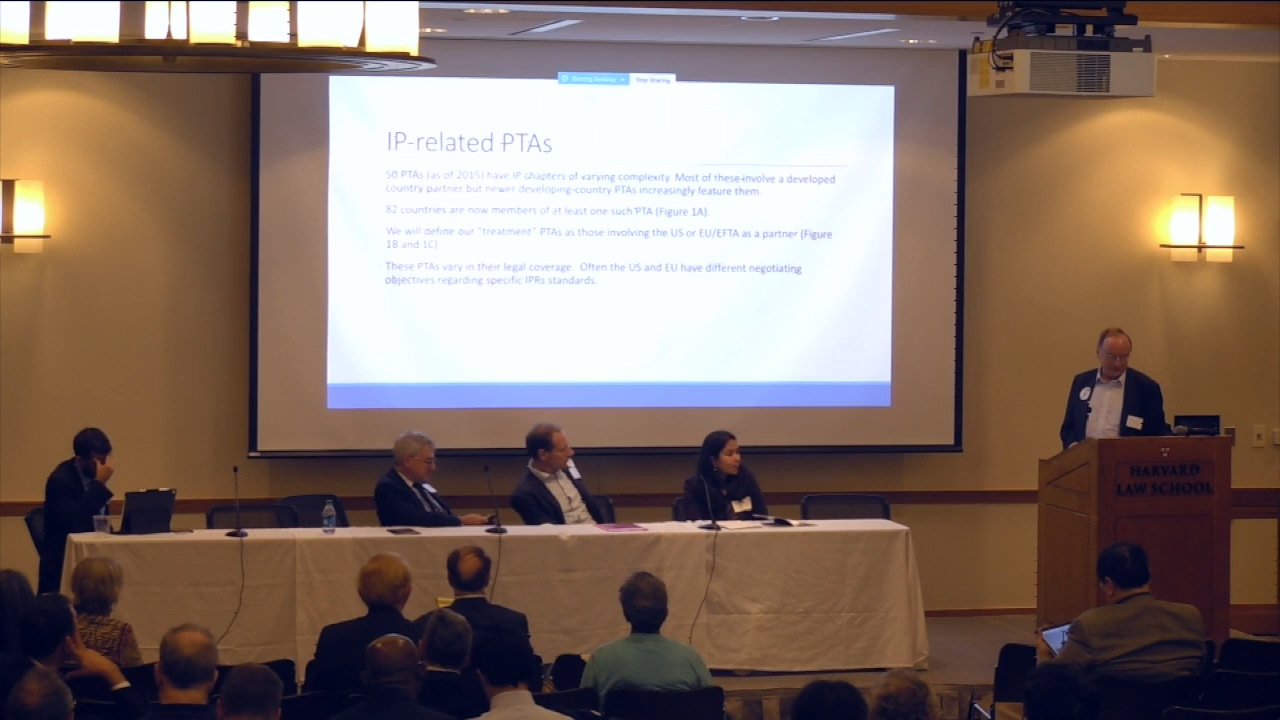 Sharing Desktop
Stop Sharing
IP-related PTAs
50 PTAs (as of 2015) have IP chapters of varying complexity. Most of these involve a developed
country partner but newer developing-country PTAs increasingly feature them.
82 countries are now members of at least one such PTA (Figure 1A).
We will define our "treatment" PTAs as those involving the US or EU/EFTA as a partner (Figure
1B and 1C)
These PTAs vary in their legal coverage. Often the US and EU have different negotiating
objectives regarding specific IPRs standards.
HARVARD
LAW SCHOOL